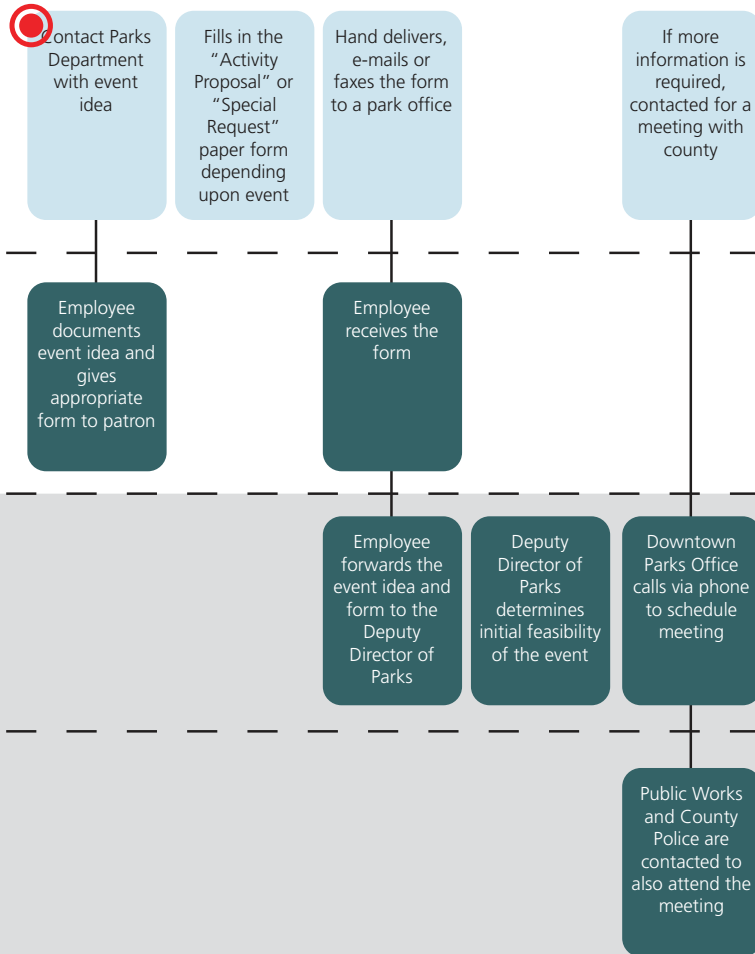 Contact Parks
Department
with event
idea
Fills in the
“Activity
Proposal” or
“Special
Request”
paper form
depending
upon event
Hand delivers,
e-mails or
faxes the form
to a park office
If more
information is
required,
contacted for a
meeting with
county
Employee
documents
event idea and
gives
appropriate
form to patron
Employee
receives the
form
Employee
forwards the
event idea and
form to the
Deputy
Director of
Parks
Deputy
Director of
Parks
determines
initial feasibility
of the event
Downtown
Parks Office
calls via phone
to schedule
meeting
Public Works
and County
Police are
contacted to
also attend the
meeting